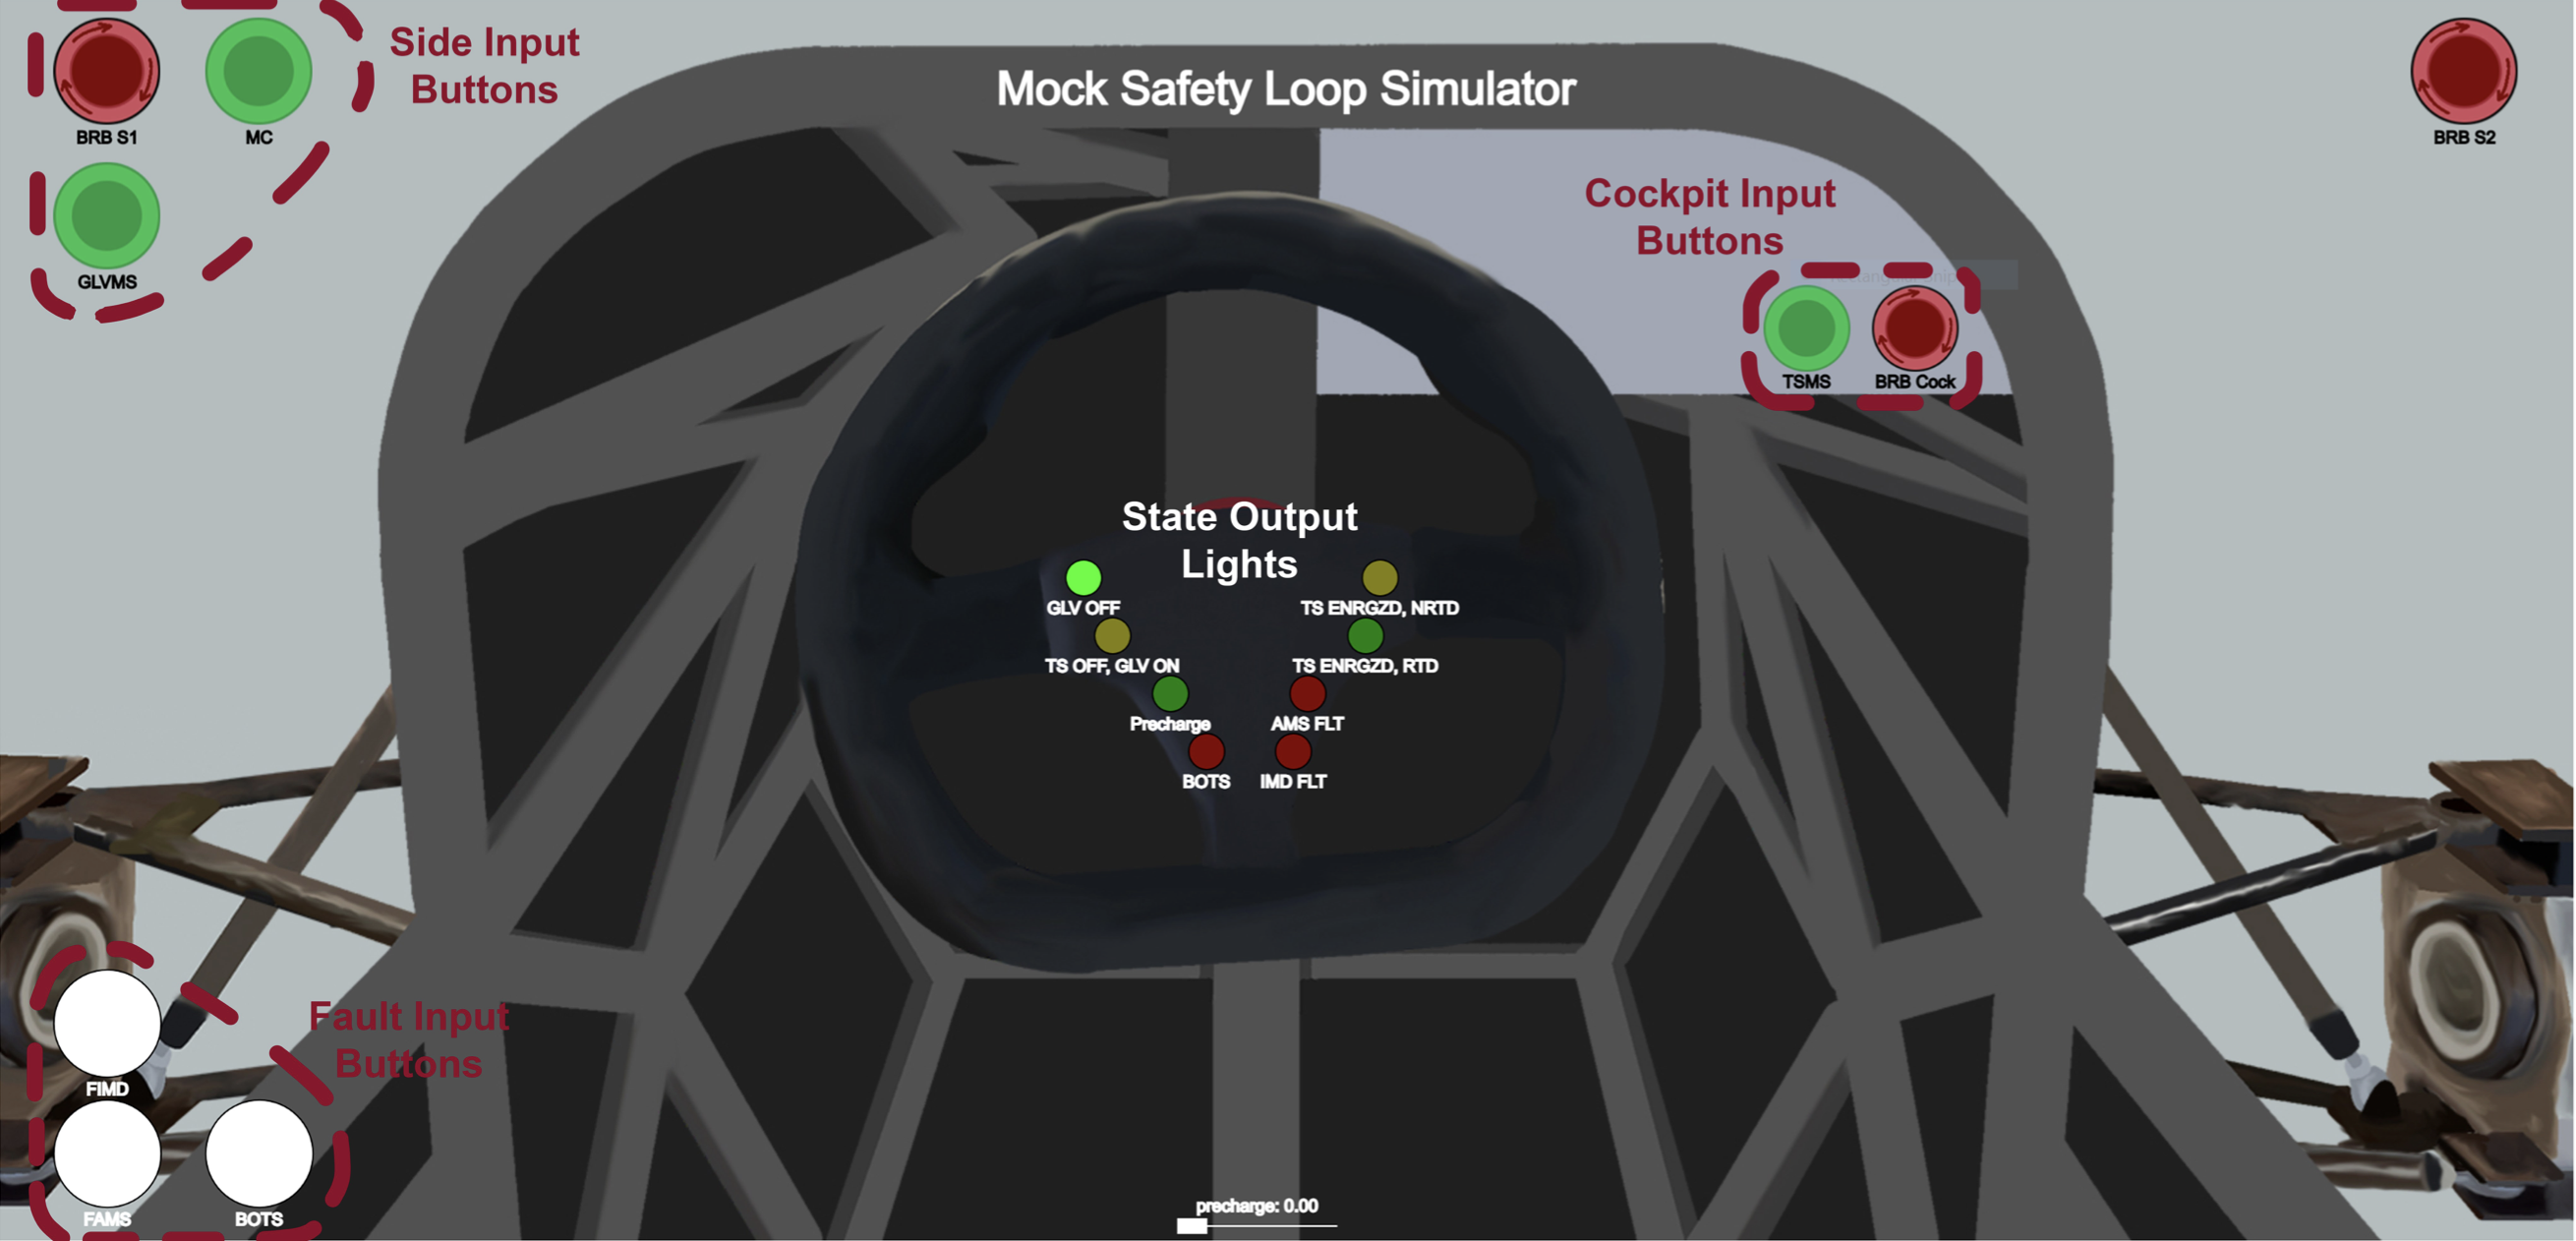 Side Input
Buttons
BRB S1
MC
GLVMS
Mock Safety Loop Simulator
BRB S2
Cockpit Input
Buttons
TSMS
BRB Cock
State Output
Lights
GLV OFF
TS ENRGZD, NRTD
TS OFF, GLV ON
TS ENRGZD, RTD
Precharge
AMS FLT
BOTS
IMD FLT
Fault Input
Buttons
FIMD
FAMS
BOTS
precharge: 0.00